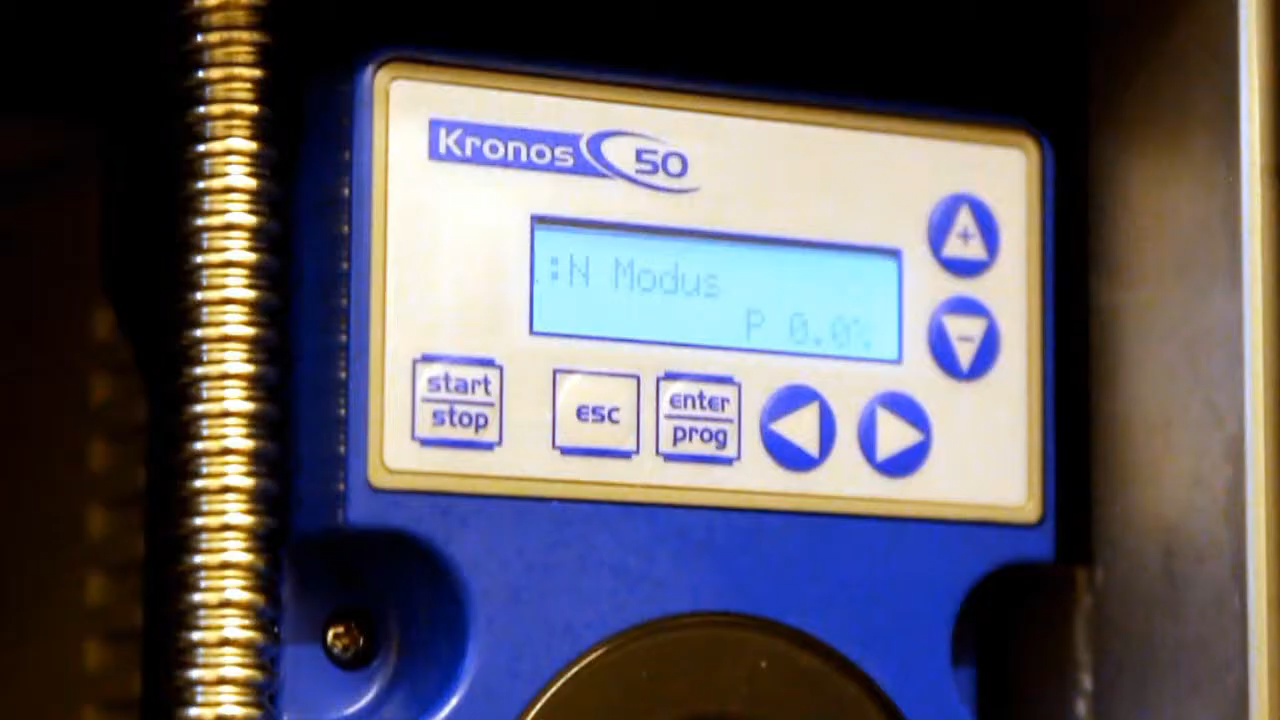 Kronos 50
:N Modus
P 0.0%
start
stop
esc
enter
prog
+
-